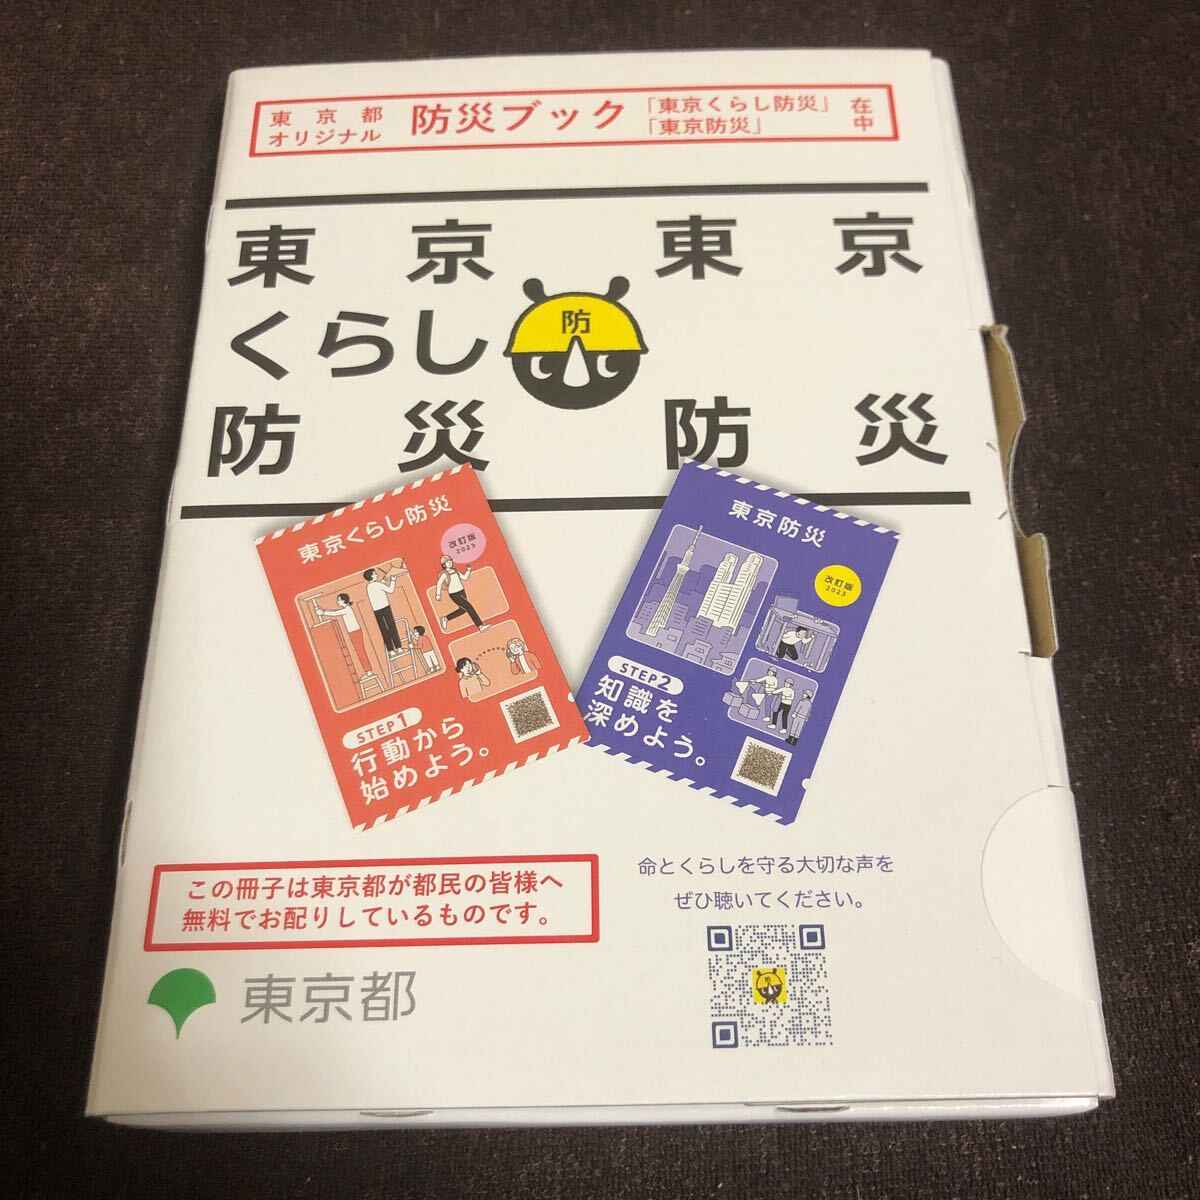 東京都
オリジナル
防災ブック
「東京くらし防災」
「東京防災」
在中
東京
くらし
防災
防
東京
防災
東京くらし防災
改訂版
2023
STEP1
行動から
始めよう。
東京防災
改訂版
2023
STEP2
知識を
深めよう。
この冊子は東京都が都民の皆様へ
無料でお配りしているものです。
東京都
命とくらしを守る大切な声を
ぜひ聴いてください。
防